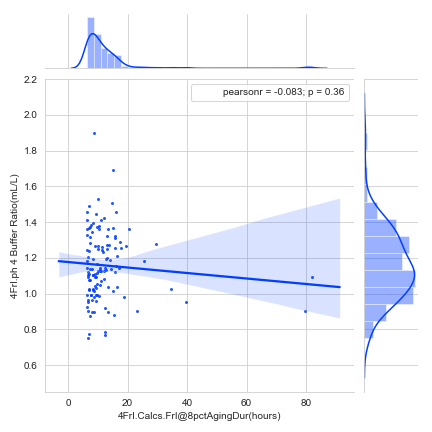 pearsonr = -0.083; p = 0.36
2.2
2.0
1.8
1.6
1.4
1.2
1.0
0.8
0.6
4Frl.ph 4 Buffer Ratio(mL/L)
0 20 40 60 80
4Frl.Calcs.Frl@8pctAgingDur(hours)